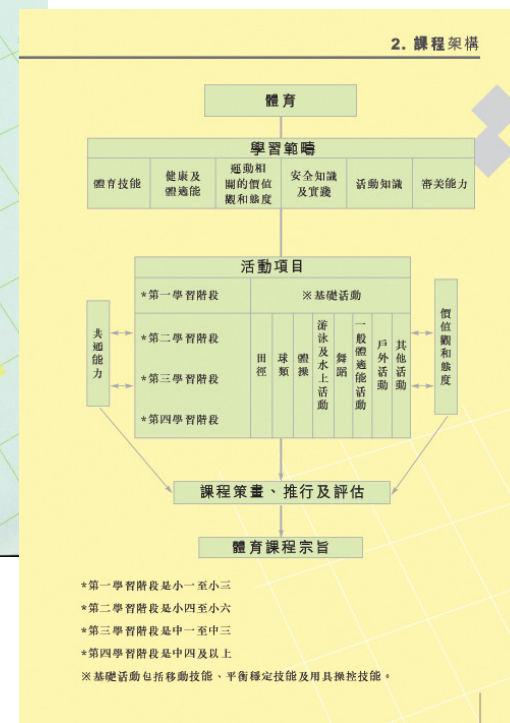 2. 課程架構
體育
學習範疇
體育技能
健康及
體適能
運動相
關的價值
觀和態度
安全知識
及實踐
活動知識
審美能力
活動項目
*第一學習階段
※基礎活動
*第二學習階段
*第三學習階段
*第四學習階段
田徑
球類
體操
游泳及水上活動
舞蹈
一般體適能活動
戶外活動
其他活動
共通能力
價值觀和態度
課程策畫、推行及評估
體育課程宗旨
*第一學習階段是小一至小三
*第二學習階段是小四至小六
*第三學習階段是中一至中三
*第四學習階段是中四及以上
※基礎活動包括移動技能、平衡穩定技能及用具操控技能。